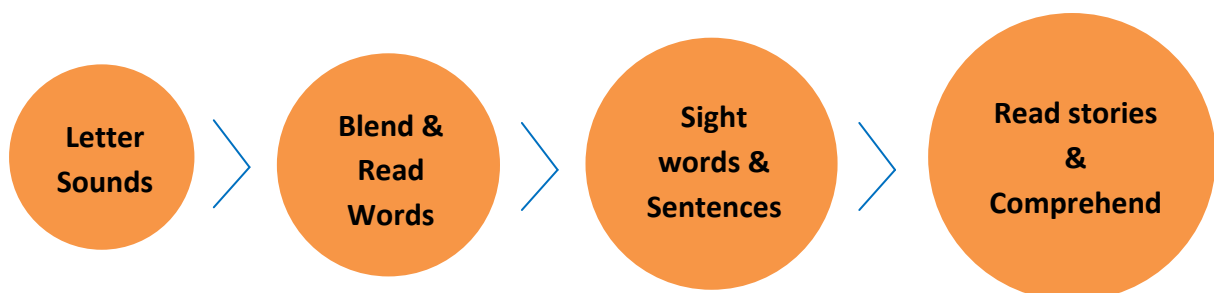 Letter
Sounds
Blend &
Read
Words
Sight
words &
Sentences
Read stories
&
Comprehend